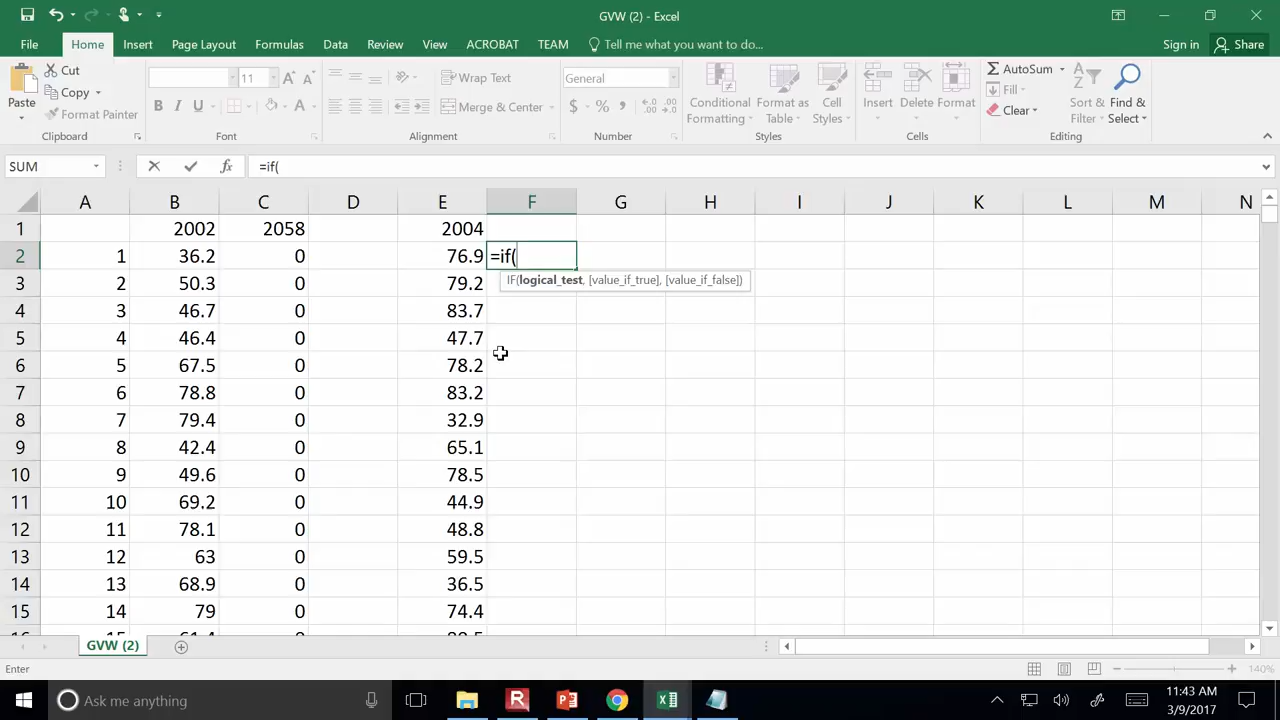 GVW (2) - Excel
File Home Insert Page Layout Formulas Data Review View ACROBAT TEAM Tell me what you want to do... Sign in Share
Paste Cut Copy Format Painter
11 A A
B I U A
Wrap Text
Merge & Center
General
$ % ,
Conditional Formatting Format as Table Cell Styles
Insert Delete Format
AutoSum Fill Clear
Sort & Filter Find & Select
Clipboard Font Alignment Number Styles Cells Editing
SUM fx =if(
A B C D E F G H I J K L M N
1 2002 2058 2004
2 1 36.2 0 76.9 =if(
3 2 50.3 0 79.2 IF(logical_test, [value_if_true], [value_if_false])
4 3 46.7 0 83.7
5 4 46.4 0 47.7
6 5 67.5 0 78.2
7 6 78.8 0 83.2
8 7 79.4 0 32.9
9 8 42.4 0 65.1
10 9 49.6 0 78.5
11 10 69.2 0 44.9
12 11 78.1 0 48.8
13 12 63 0 59.5
14 13 68.9 0 36.5
15 14 79 0 74.4
GVW (2)
Enter 140%
Ask me anything
11:43 AM
3/9/2017